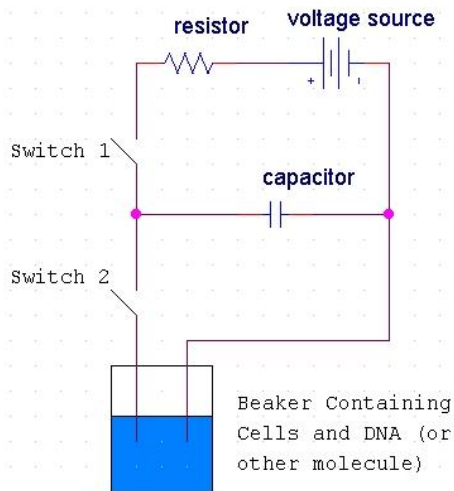 voltage source
resistor
+
Switch 1
capacitor
Switch 2
Beaker Containing
Cells and DNA (or
other molecule)